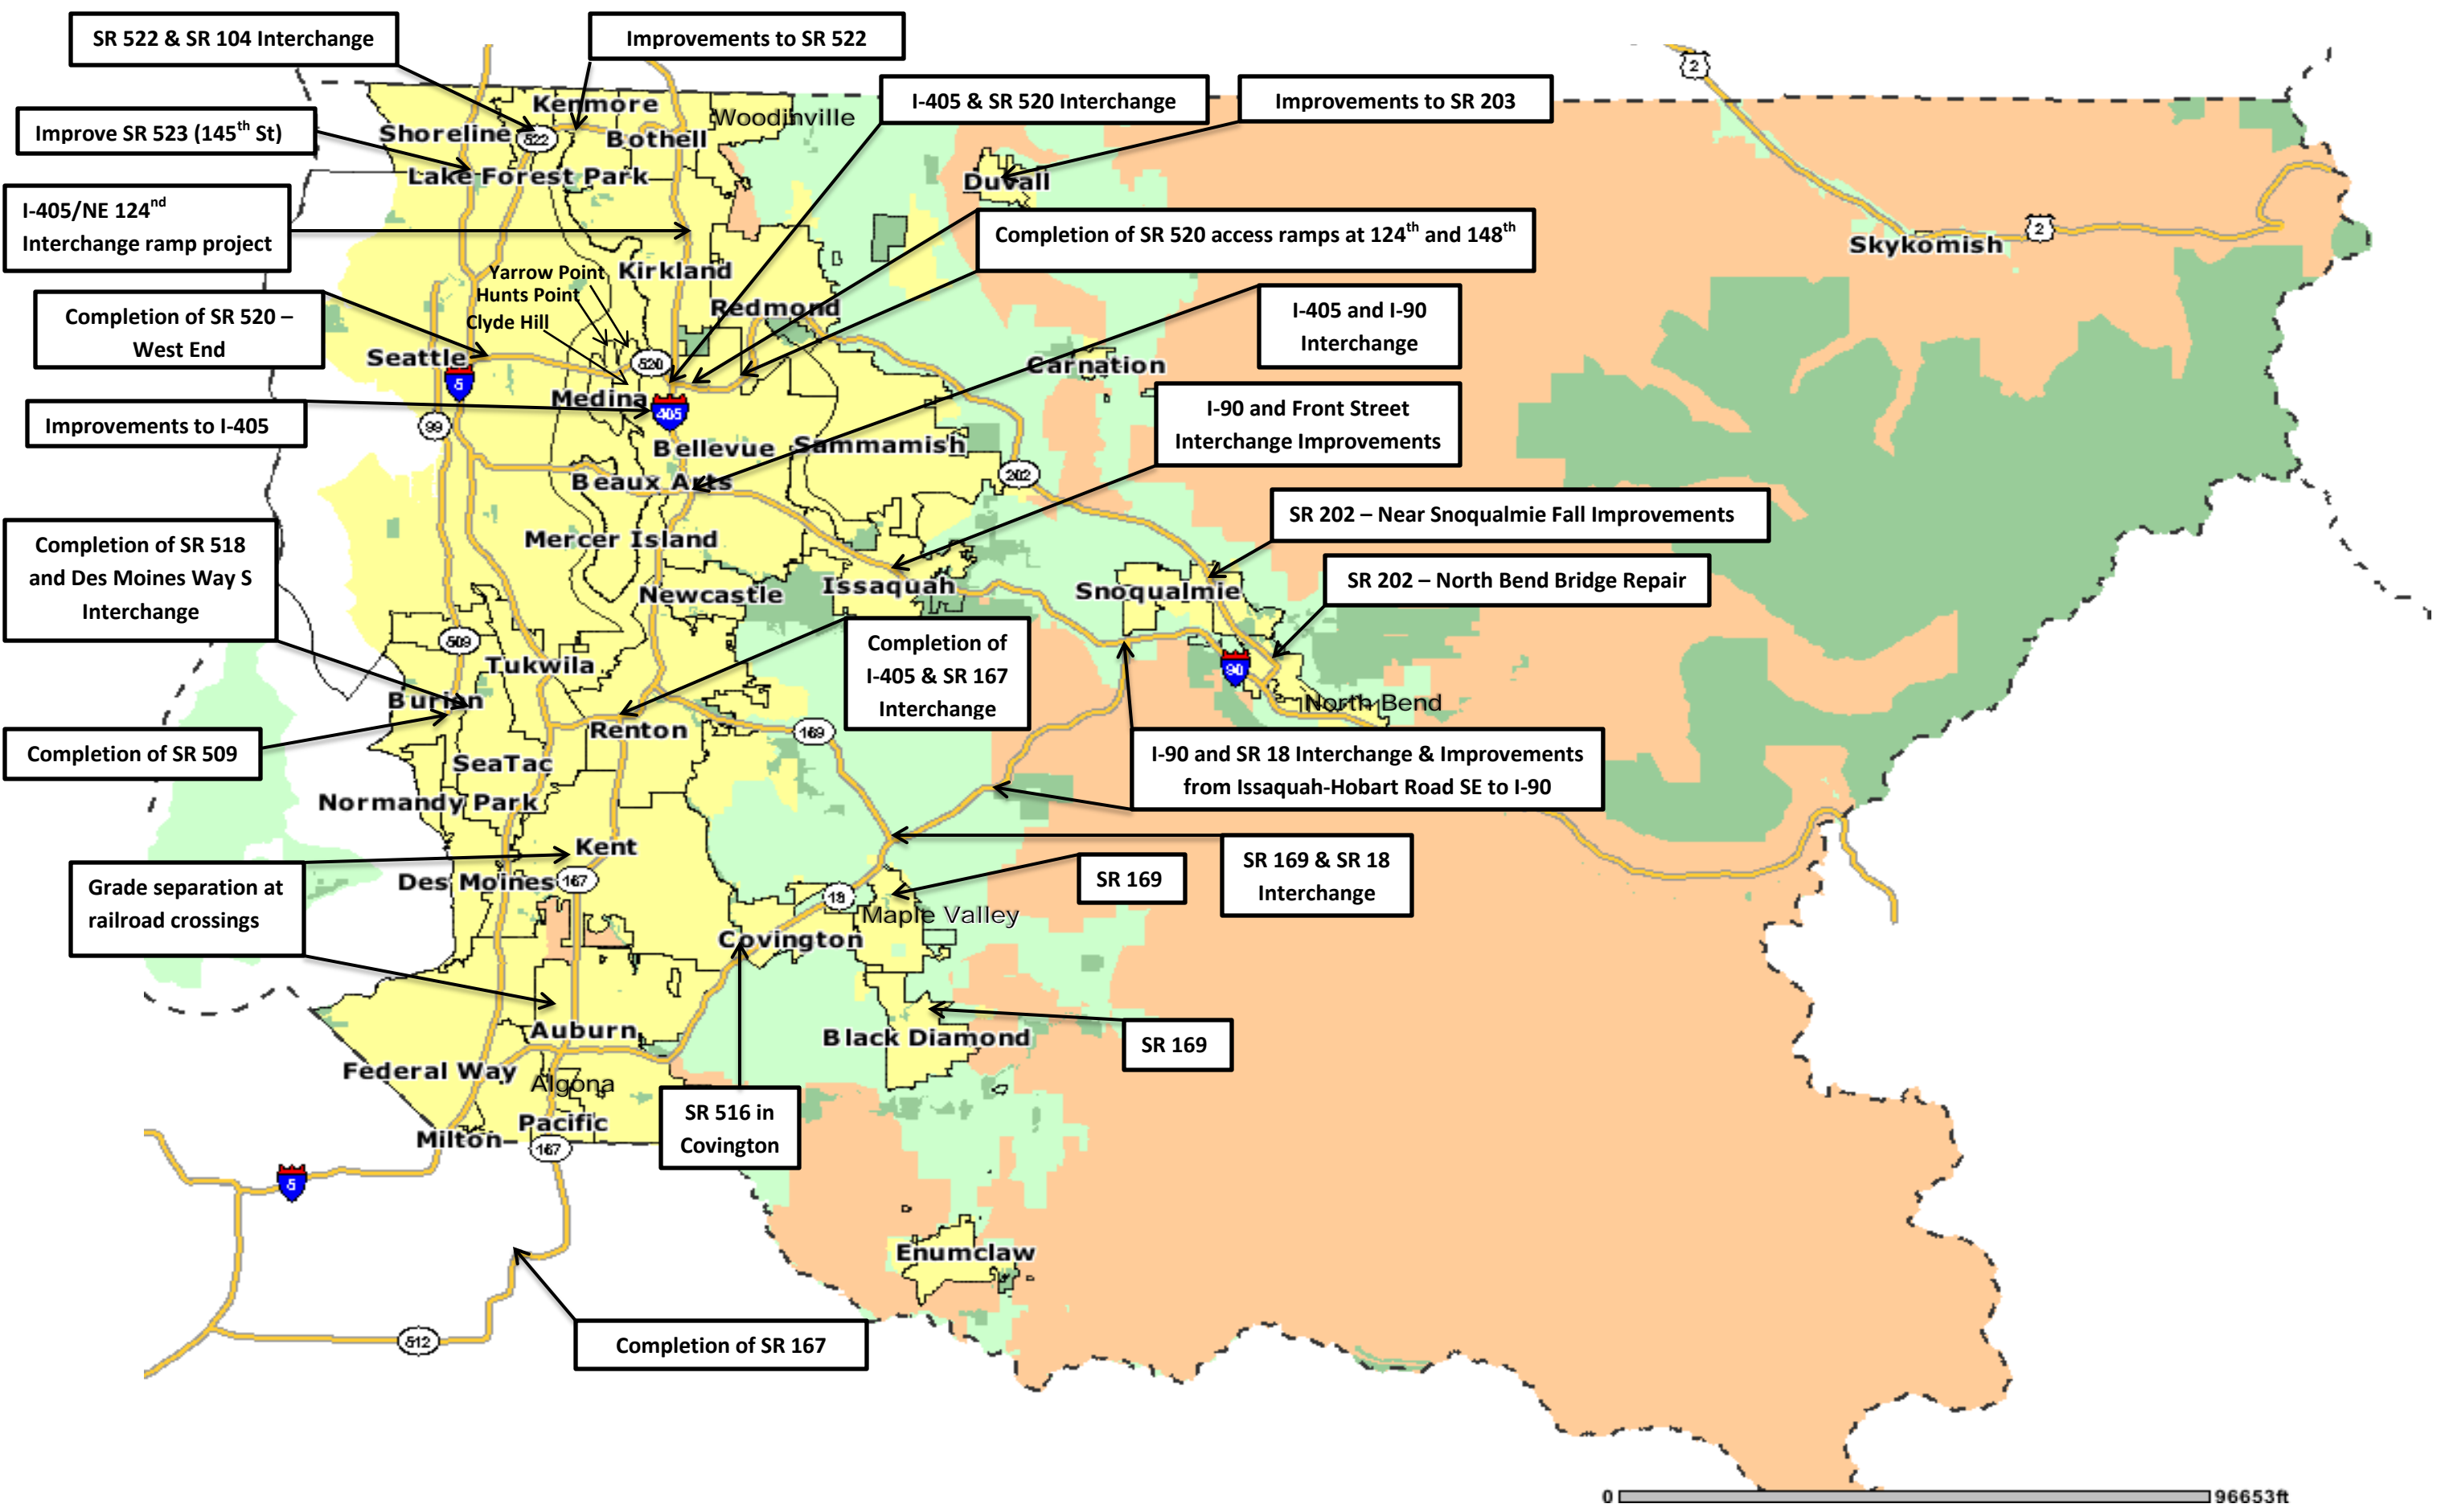 SR 522 & SR 104 Interchange
Improvements to SR 522
I-405 & SR 520 Interchange
Improvements to SR 203
Improve SR 523 (145th St)
I-405/NE 124nd
Interchange ramp project
Completion of SR 520 access ramps at 124th and 148th
Completion of SR 520 –
West End
I-405 and I-90
Interchange
Improvements to I-405
I-90 and Front Street
Interchange Improvements
SR 202 – Near Snoqualmie Fall Improvements
Completion of SR 518
and Des Moines Way S
Interchange
SR 202 – North Bend Bridge Repair
Completion of
I-405 & SR 167
Interchange
Completion of SR 509
I-90 and SR 18 Interchange & Improvements
from Issaquah-Hobart Road SE to I-90
Grade separation at
railroad crossings
SR 169
SR 169 & SR 18
Interchange
SR 169
SR 516 in
Covington
Completion of SR 167
2
Kenmore
Woodinville
Shoreline
522
Bothell
Lake Forest Park
Duvall
2
Skykomish
Yarrow Point
Kirkland
Hunts Point
Redmond
Clyde Hill
Seattle
520
Carnation
5
Medina
405
99
Bellevue
Sammamish
Beaux Arts
202
Mercer Island
Issaquah
Newcastle
Snoqualmie
509
Tukwila
90
Burien
North Bend
Renton
169
SeaTac
Normandy Park
Kent
Des Moines
167
18
Maple Valley
Covington
Auburn
Black Diamond
Federal Way
Algona
Pacific
Milton
167
5
Enumclaw
512
0
96653ft